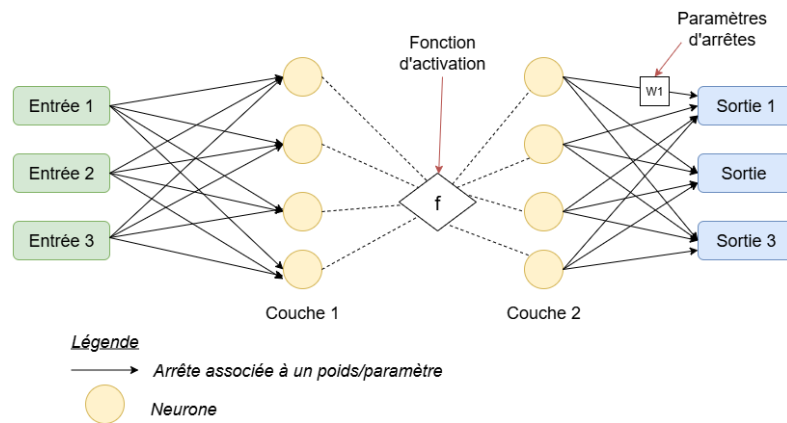 Paramètres
d'arrêtes
Fonction
d'activation
Entrée 1
W1
Sortie 1
Entrée 2
Sortie
f
Entrée 3
Sortie 3
Couche 1
Couche 2
Légende
Arrête associée à un poids/paramètre
Neurone